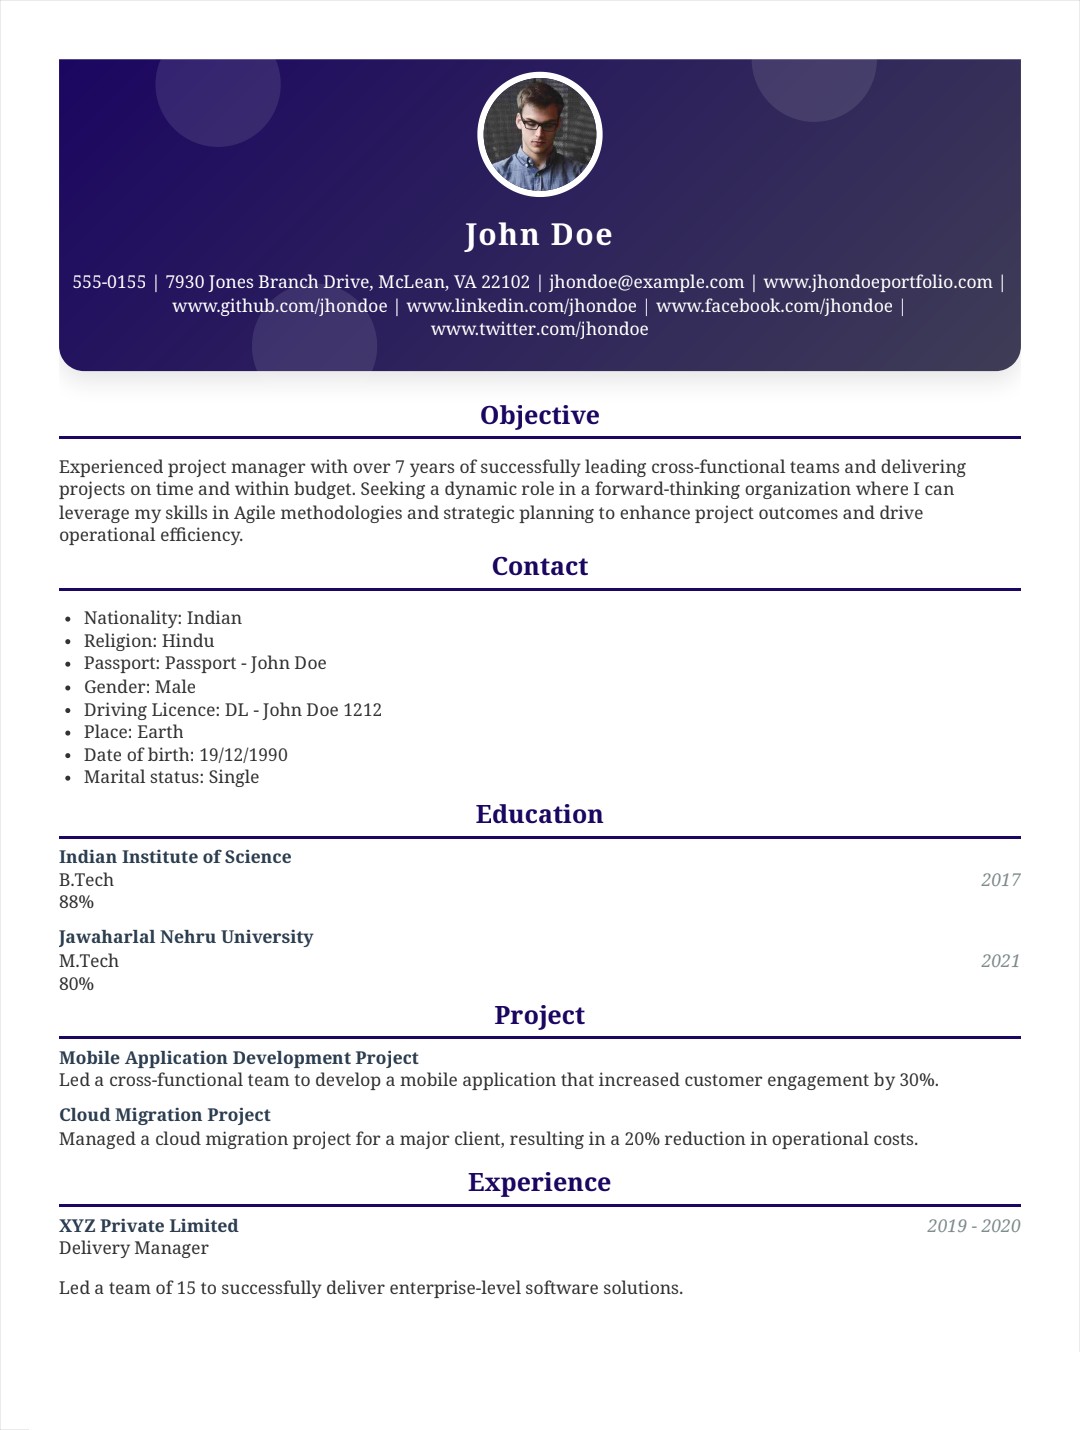 John Doe
555-0155 | 7930 Jones Branch Drive, McLean, VA 22102 | jhondoe@example.com | www.jhondoeportfolio.com |
www.github.com/jhondoe | www.linkedin.com/jhondoe | www.facebook.com/jhondoe |
www.twitter.com/jhondoe
Objective
Experienced project manager with over 7 years of successfully leading cross-functional teams and delivering
projects on time and within budget. Seeking a dynamic role in a forward-thinking organization where I can
leverage my skills in Agile methodologies and strategic planning to enhance project outcomes and drive
operational efficiency.
Contact
• Nationality: Indian
• Religion: Hindu
• Passport: Passport - John Doe
• Gender: Male
• Driving Licence: DL - John Doe 1212
• Place: Earth
• Date of birth: 19/12/1990
• Marital status: Single
Education
Indian Institute of Science
B.Tech 2017
88%
Jawaharlal Nehru University
M.Tech 2021
80%
Project
Mobile Application Development Project
Led a cross-functional team to develop a mobile application that increased customer engagement by 30%.
Cloud Migration Project
Managed a cloud migration project for a major client, resulting in a 20% reduction in operational costs.
Experience
XYZ Private Limited 2019 - 2020
Delivery Manager
Led a team of 15 to successfully deliver enterprise-level software solutions.